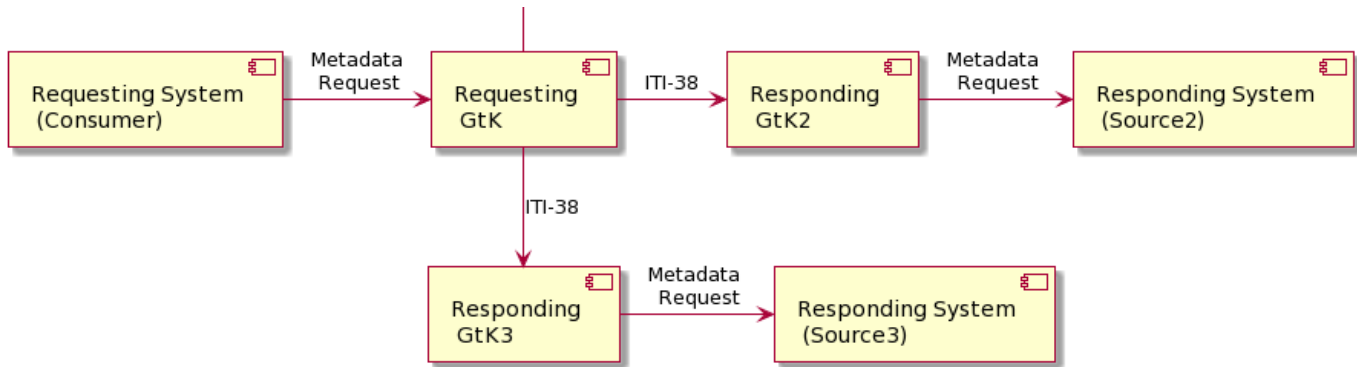 Metadata
Request
ITI-38
Metadata
Request
Requesting System
(Consumer)
Requesting
GtK
Responding
GtK2
Responding System
(Source2)
ITI-38
Metadata
Request
Responding
GtK3
Responding System
(Source3)